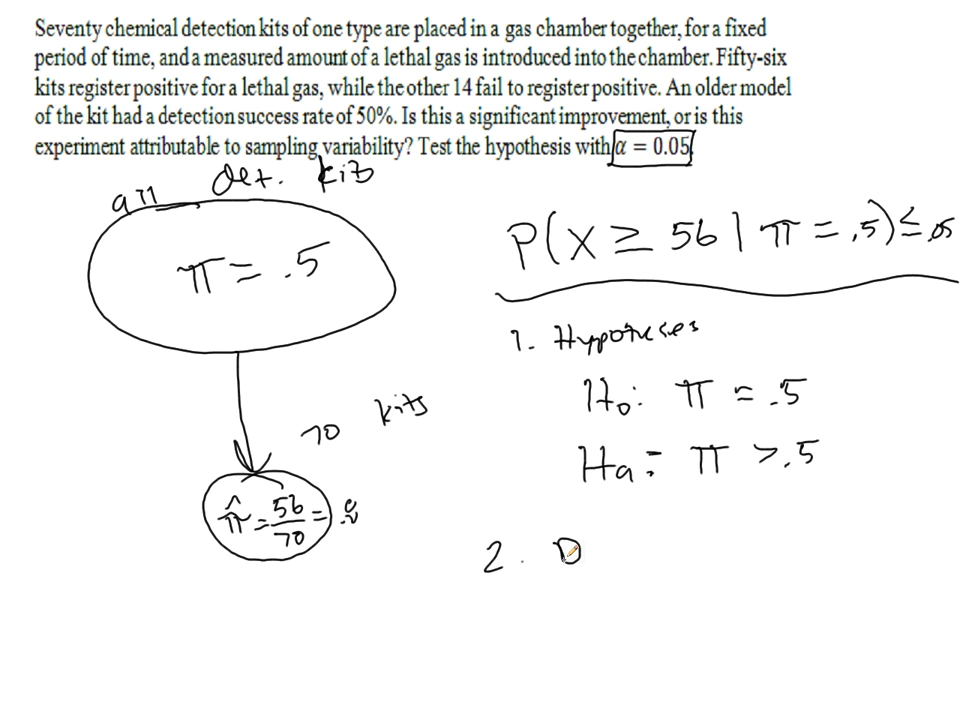 Seventy chemical detection kits of one type are placed in a gas chamber together, for a fixed
period of time, and a measured amount of a lethal gas is introduced into the chamber. Fifty-six
kits register positive for a lethal gas, while the other 14 fail to register positive. An older model
of the kit had a detection success rate of 50%. Is this a significant improvement, or is this
experiment attributable to sampling variability? Test the hypothesis with α = 0.05
all det. kits
π = .5
P(X ≥ 56 | π = .5) ≤ .05
1. Hypotheses
H₀: π = .5
Hₐ: π > .5
70 kits
π̂ = 56/70 = .8
2. D